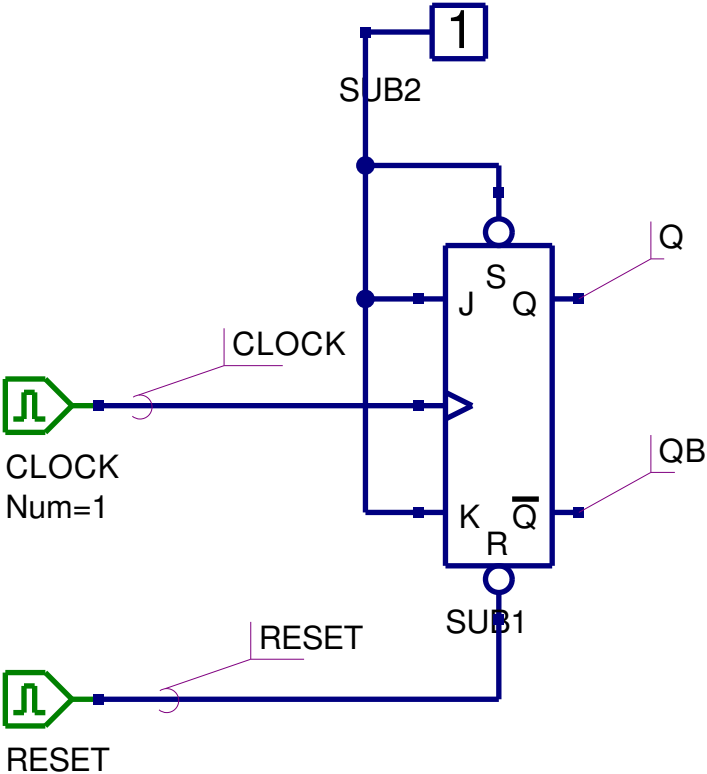 1
SUB2
Q
S
J
Q
CLOCK
QB
CLOCK
Num=1
K
Q
R
SUB1
RESET
RESET